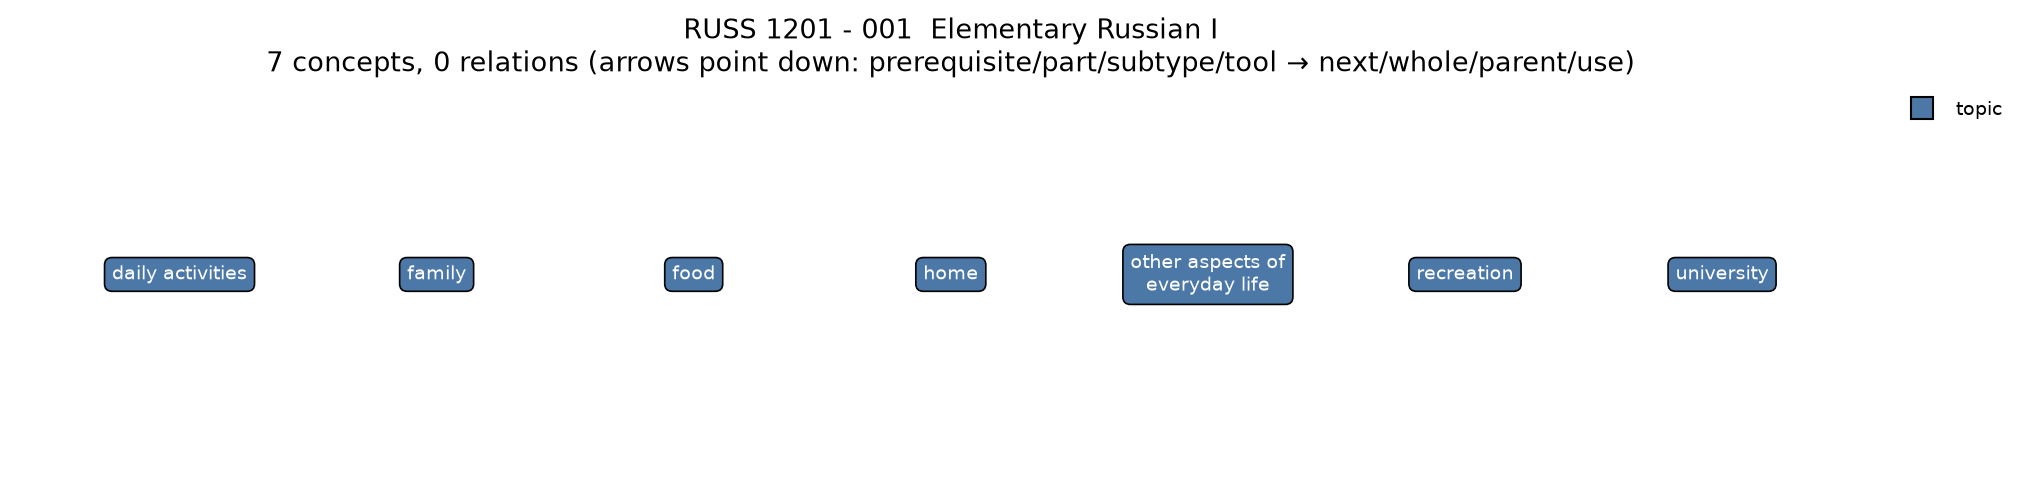 RUSS 1201 - 001  Elementary Russian I
7 concepts, 0 relations (arrows point down: prerequisite/part/subtype/tool → next/whole/parent/use)
topic
daily activities
family
food
home
other aspects of
everyday life
recreation
university